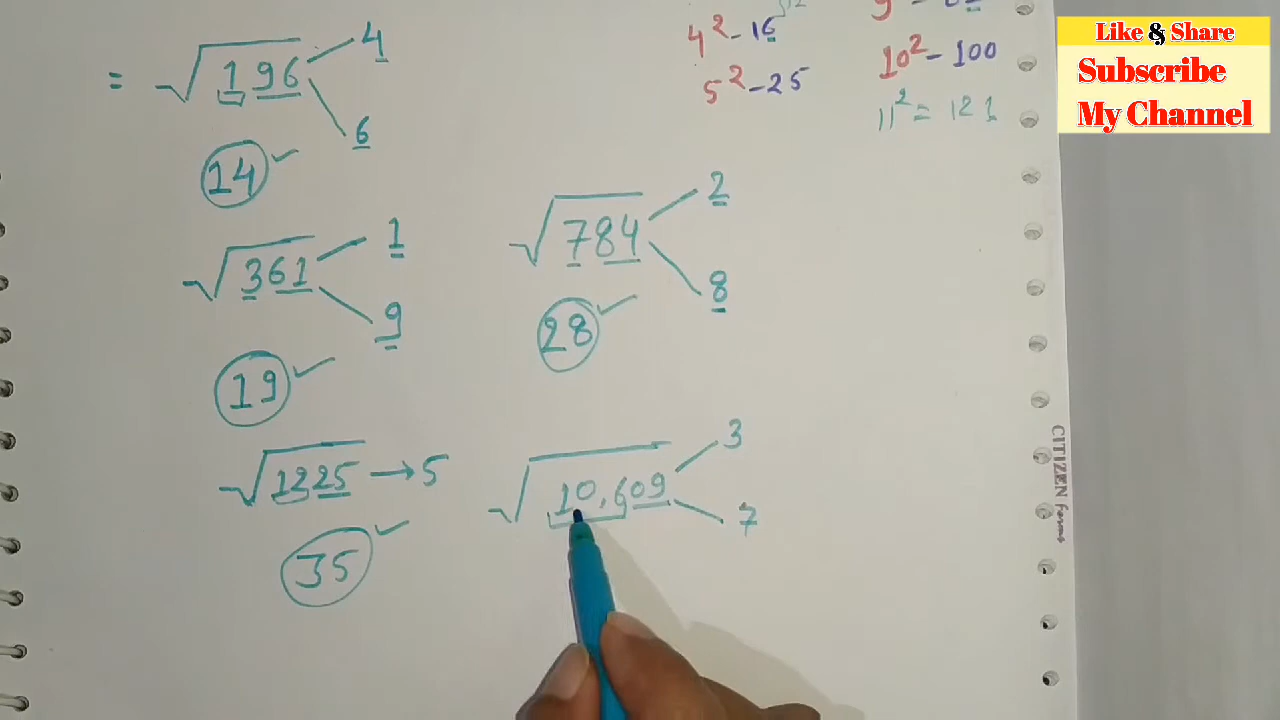 = √196 4
6
14 ✓
4² - 16
5² - 25
10² - 100
11² = 121
Like & Share
Subscribe
My Channel
√361 1
9
19 ✓
√784 2
8
28 ✓
√1225 → 5
35 ✓
√10,609 3
7
CITIZEN Forms